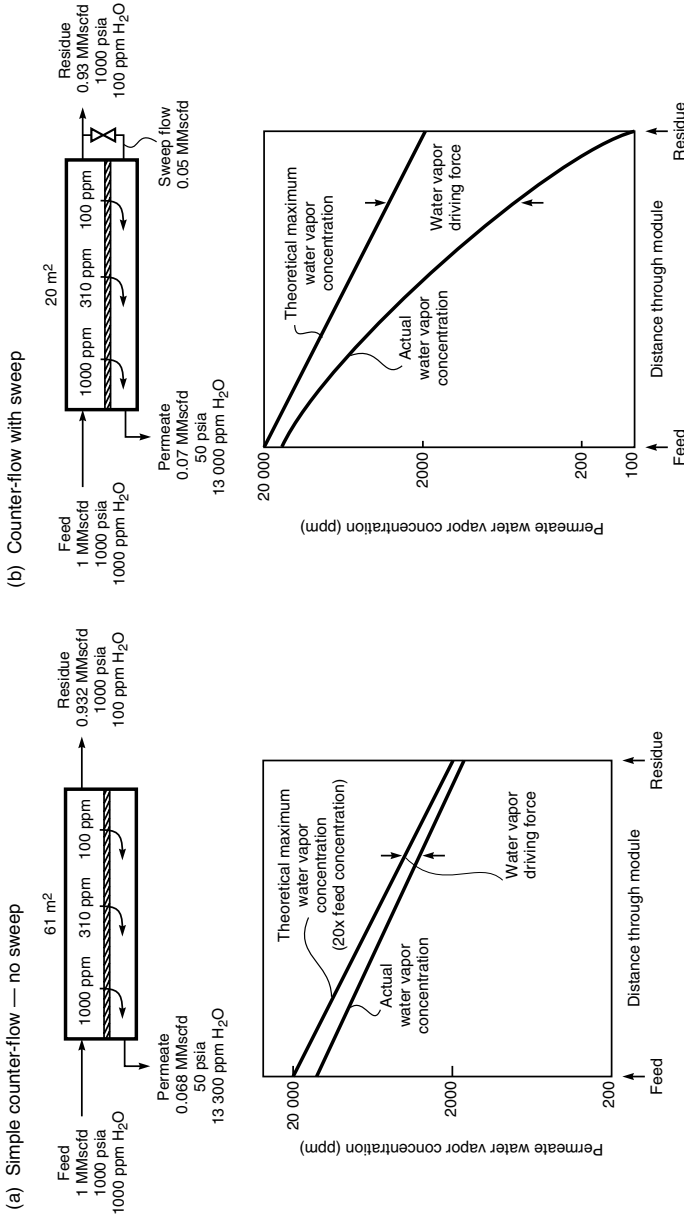 (a) Simple counter-flow — no sweep
61 m²
Feed
1 MMscfd
1000 psia
1000 ppm H₂O
1000 ppm
310 ppm
100 ppm
Residue
0.932 MMscfd
1000 psia
100 ppm H₂O
Permeate
0.068 MMscfd
50 psia
13 300 ppm H₂O
Permeate water vapor concentration (ppm)
20 000
2000
200
Theoretical maximum
water vapor
concentration
(20x feed concentration)
Actual
water vapor
concentration
Water vapor
driving force
Feed
Distance through module
Residue
(b) Counter-flow with sweep
20 m²
Feed
1 MMscfd
1000 psia
1000 ppm H₂O
1000 ppm
310 ppm
100 ppm
Residue
0.93 MMscfd
1000 psia
100 ppm H₂O
Sweep flow
0.05 MMscfd
Permeate
0.07 MMscfd
50 psia
13 000 ppm H₂O
Permeate water vapor concentration (ppm)
20 000
2000
200
100
Theoretical maximum
water vapor
concentration
Actual
water vapor
concentration
Water vapor
driving force
Feed
Distance through module
Residue